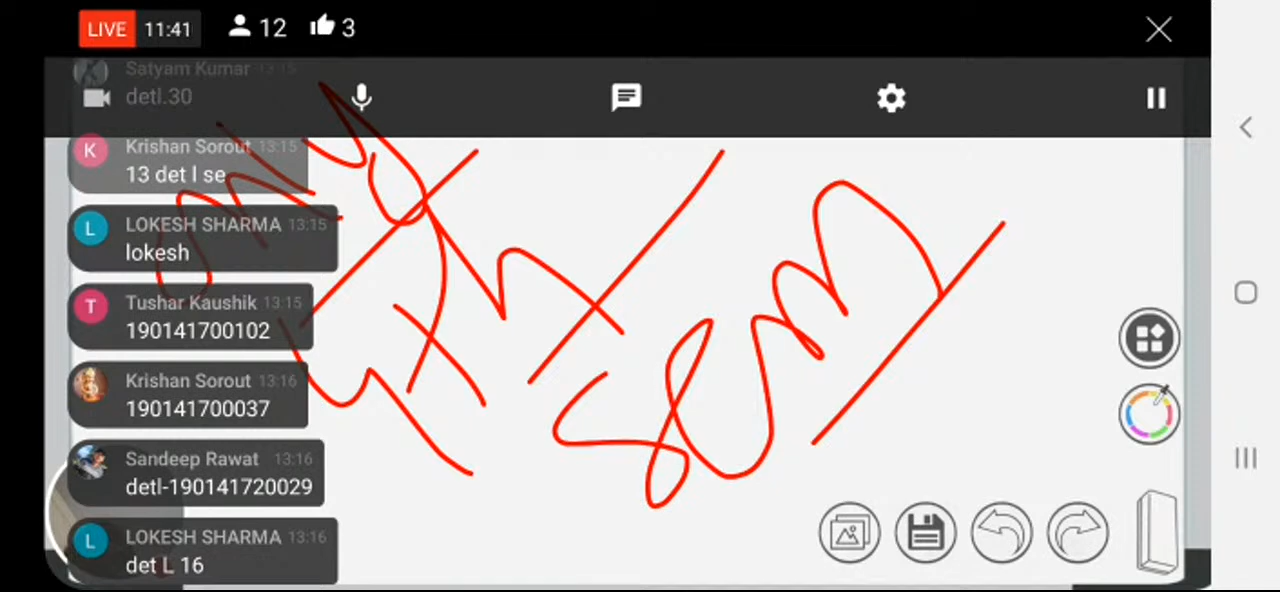 LIVE 11:41 12 3
Satyam Kumar 13:15
detl.30
Krishan Sorout 13:15
13 det l se
LOKESH SHARMA 13:15
lokesh
Tushar Kaushik 13:15
190141700102
Krishan Sorout 13:16
190141700037
Sandeep Rawat 13:16
detl-190141720029
LOKESH SHARMA 13:16
det L 16
only
4th
sem